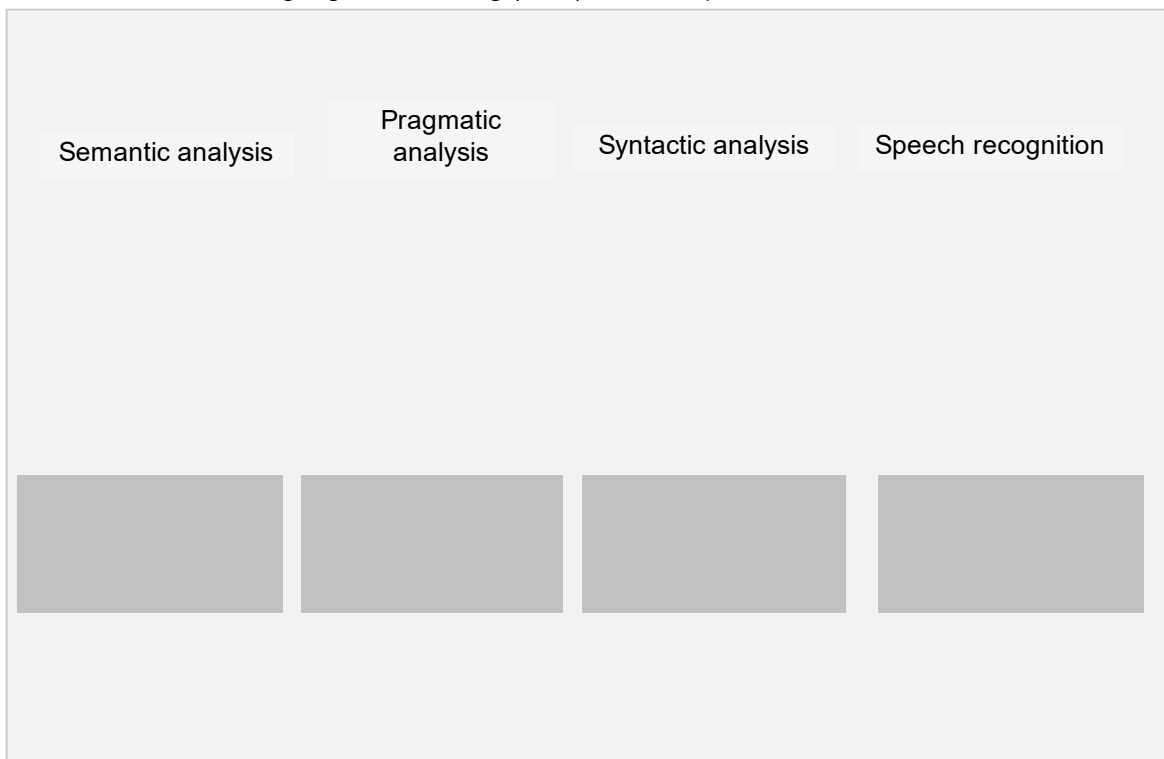 Semantic analysis
Pragmatic
analysis
Syntactic analysis
Speech recognition